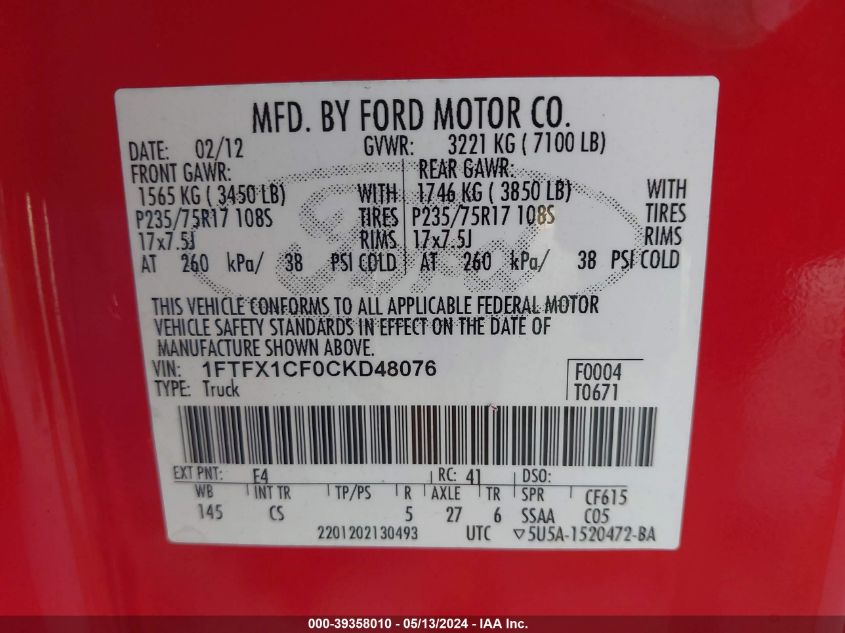 MFD. BY FORD MOTOR CO.
DATE: 02/12 GVWR: 3221 KG ( 7100 LB)
FRONT GAWR: REAR GAWR:
1565 KG ( 3450 LB) WITH 1746 KG ( 3850 LB) WITH
P235/75R17 108S TIRES P235/75R17 108S TIRES
17x7.5J RIMS 17x7.5J RIMS
AT 260 kPa/ 38 PSI COLD AT 260 kPa/ 38 PSI COLD
Ford
THIS VEHICLE CONFORMS TO ALL APPLICABLE FEDERAL MOTOR
VEHICLE SAFETY STANDARDS IN EFFECT ON THE DATE OF
MANUFACTURE SHOWN ABOVE.
VIN: 1FTFX1CF0CKD48076 F0004
TYPE: Truck T0671
EXT PNT: F4 RC: 41 DSO:
WB INT TR TP/PS R AXLE TR SPR CF615
145 CS 5 27 6 SSAA C05
2201202130493 UTC ▽5U5A-1520472-BA
000-39358010 - 05/13/2024 - IAA Inc.